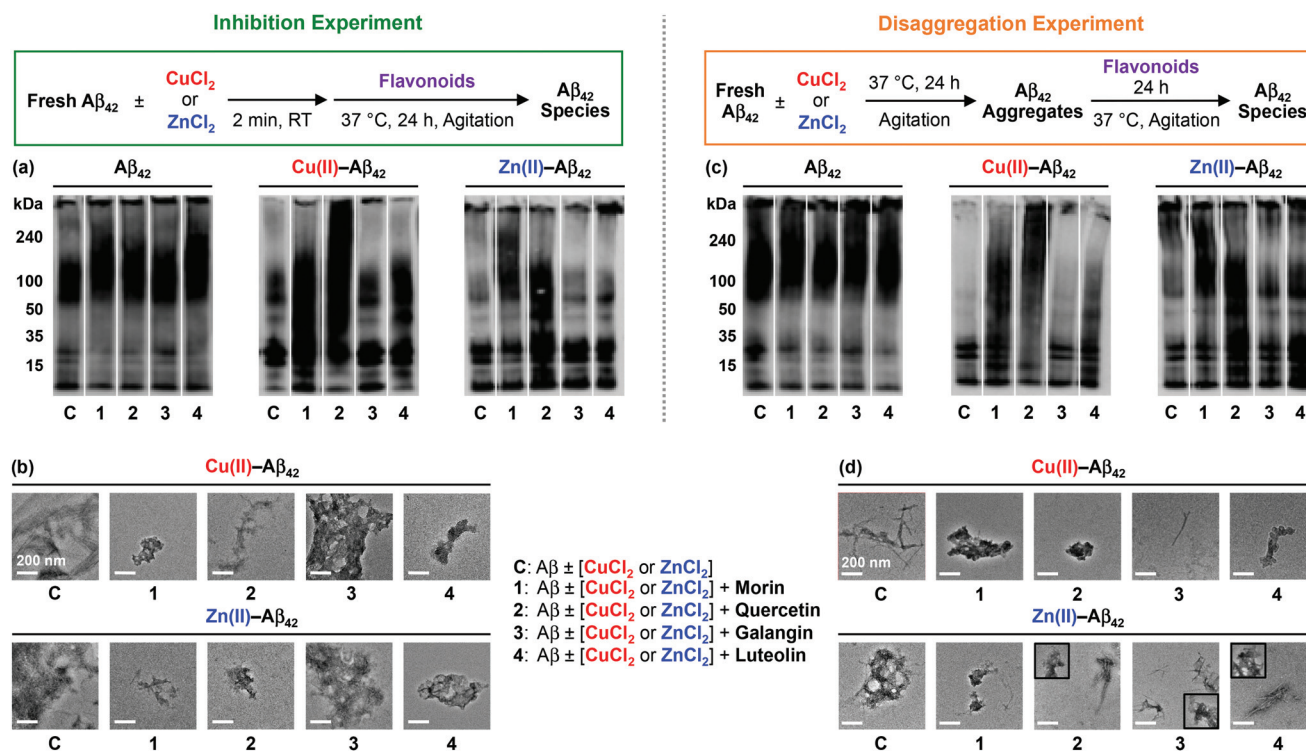 Inhibition Experiment
Fresh Aβ₄₂ ± CuCl₂ or ZnCl₂
2 min, RT
Flavonoids
37 °C, 24 h, Agitation
Aβ₄₂ Species
(a)
Aβ₄₂
Cu(II)–Aβ₄₂
Zn(II)–Aβ₄₂
kDa
240
100
50
35
15
C 1 2 3 4
C 1 2 3 4
C 1 2 3 4
(b)
Cu(II)–Aβ₄₂
200 nm
C 1 2 3 4
Zn(II)–Aβ₄₂
C 1 2 3 4
C: Aβ ± [CuCl₂ or ZnCl₂]
1: Aβ ± [CuCl₂ or ZnCl₂] + Morin
2: Aβ ± [CuCl₂ or ZnCl₂] + Quercetin
3: Aβ ± [CuCl₂ or ZnCl₂] + Galangin
4: Aβ ± [CuCl₂ or ZnCl₂] + Luteolin
Disaggregation Experiment
Fresh Aβ₄₂ ± CuCl₂ or ZnCl₂
37 °C, 24 h
Agitation
Aβ₄₂ Aggregates
Flavonoids
24 h
37 °C, Agitation
Aβ₄₂ Species
(c)
Aβ₄₂
Cu(II)–Aβ₄₂
Zn(II)–Aβ₄₂
kDa
240
100
50
35
15
C 1 2 3 4
C 1 2 3 4
C 1 2 3 4
(d)
Cu(II)–Aβ₄₂
200 nm
C 1 2 3 4
Zn(II)–Aβ₄₂
C 1 2 3 4